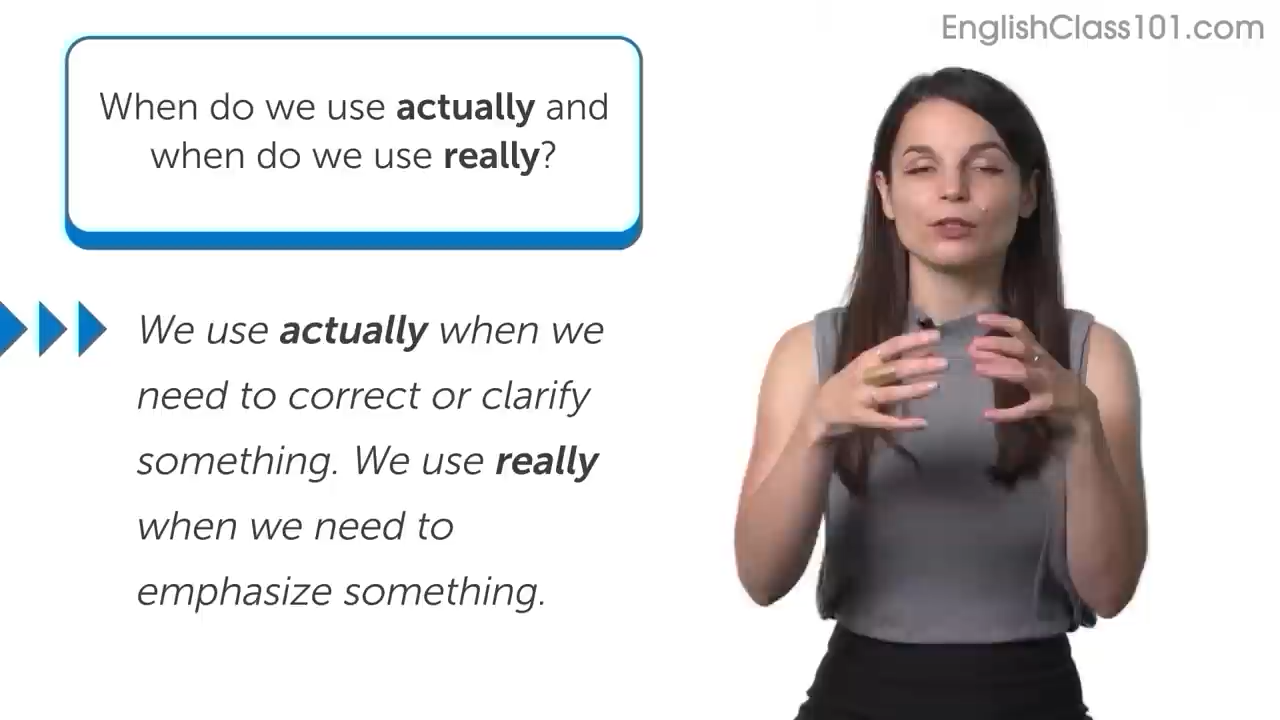 EnglishClass101.com
When do we use actually and
when do we use really?
We use actually when we
need to correct or clarify
something. We use really
when we need to
emphasize something.